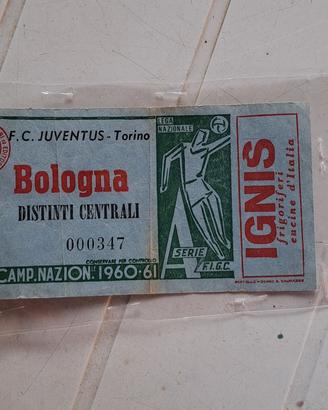 F.C. JUVENTUS - Torino
Bologna
DISTINTI CENTRALI
000347
CONSERVARE PER CONTROLLO
CAMP. NAZION. 1960-61
LEGA
NAZIONALE
A
SERIE
F.I.G.C.
IGNIS
frigoriferi
cucine d'Italia